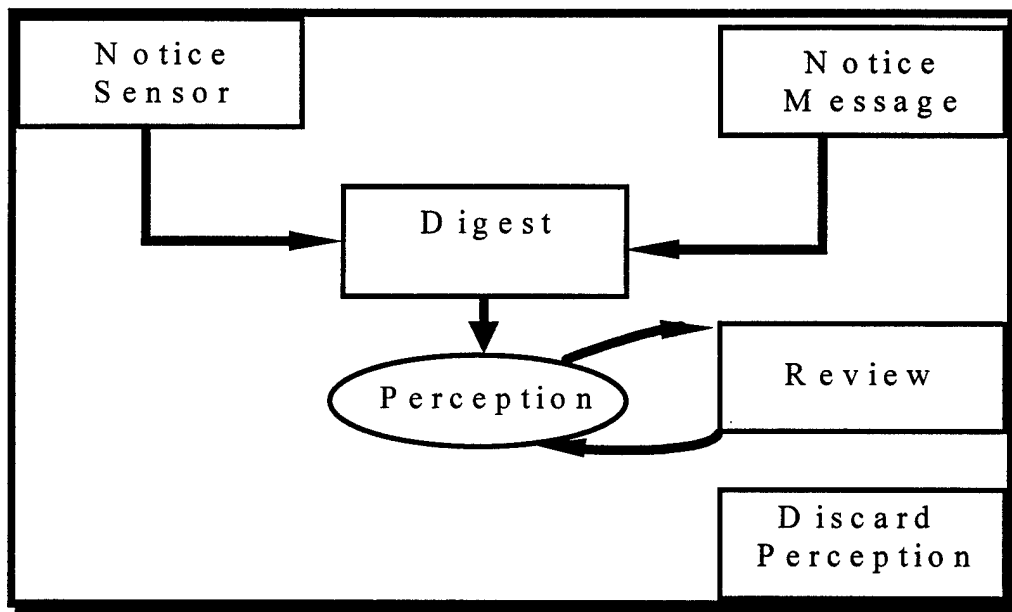 Notice
Sensor
Notice
Message
Digest
Perception
Review
Discard
Perception